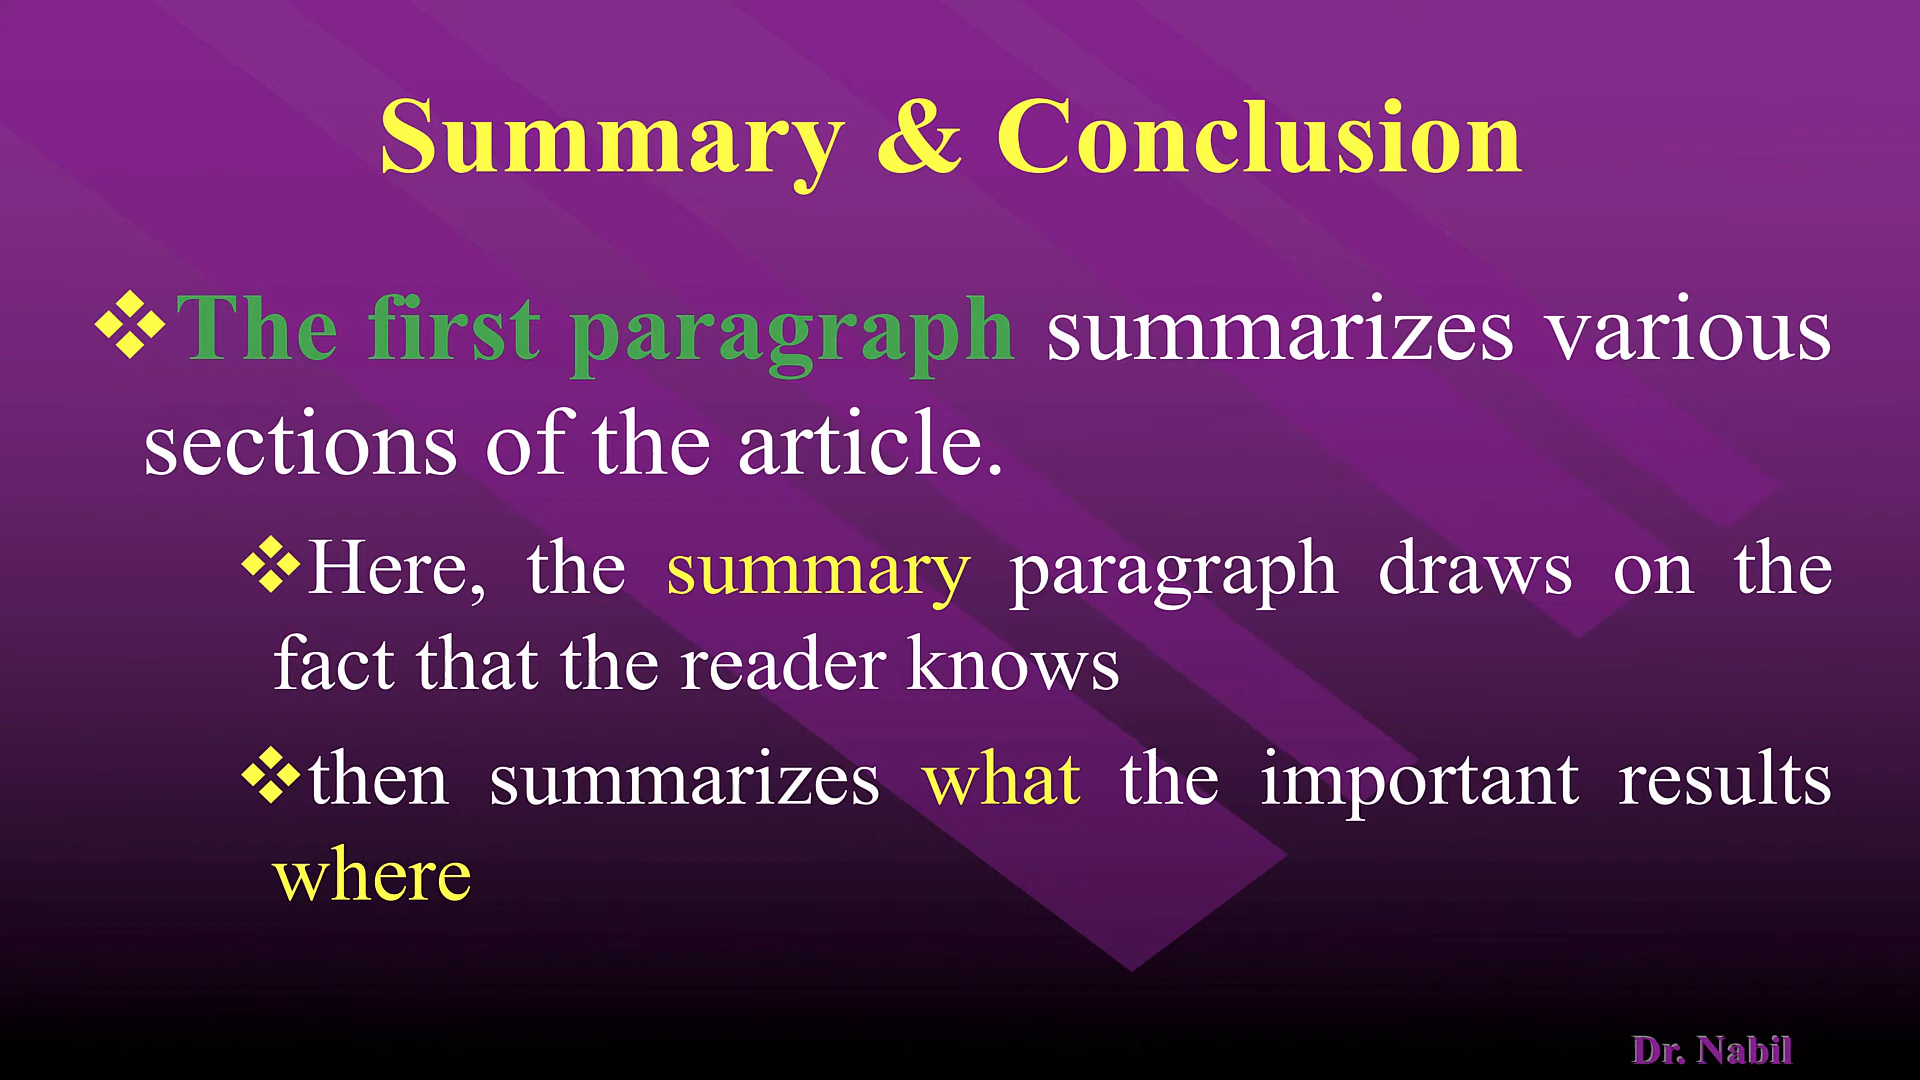 Summary & Conclusion
❖The first paragraph summarizes various
sections of the article.
❖Here, the summary paragraph draws on the
fact that the reader knows
❖then summarizes what the important results
where
Dr. Nabil